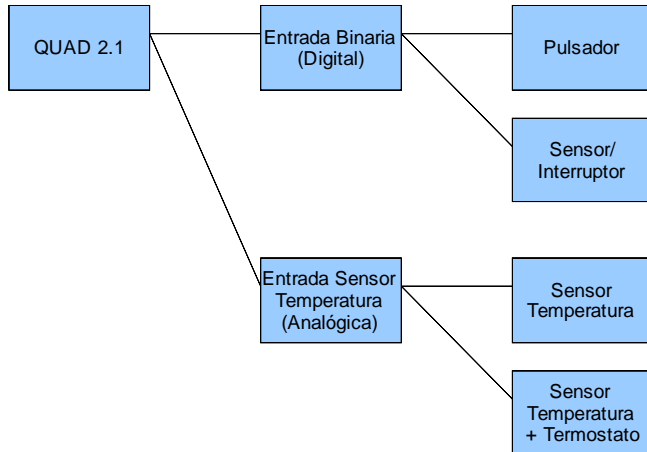 QUAD 2.1
Entrada Binaria
(Digital)
Pulsador
Sensor/
Interruptor
Entrada Sensor
Temperatura
(Analógica)
Sensor
Temperatura
Sensor
Temperatura
+ Termostato